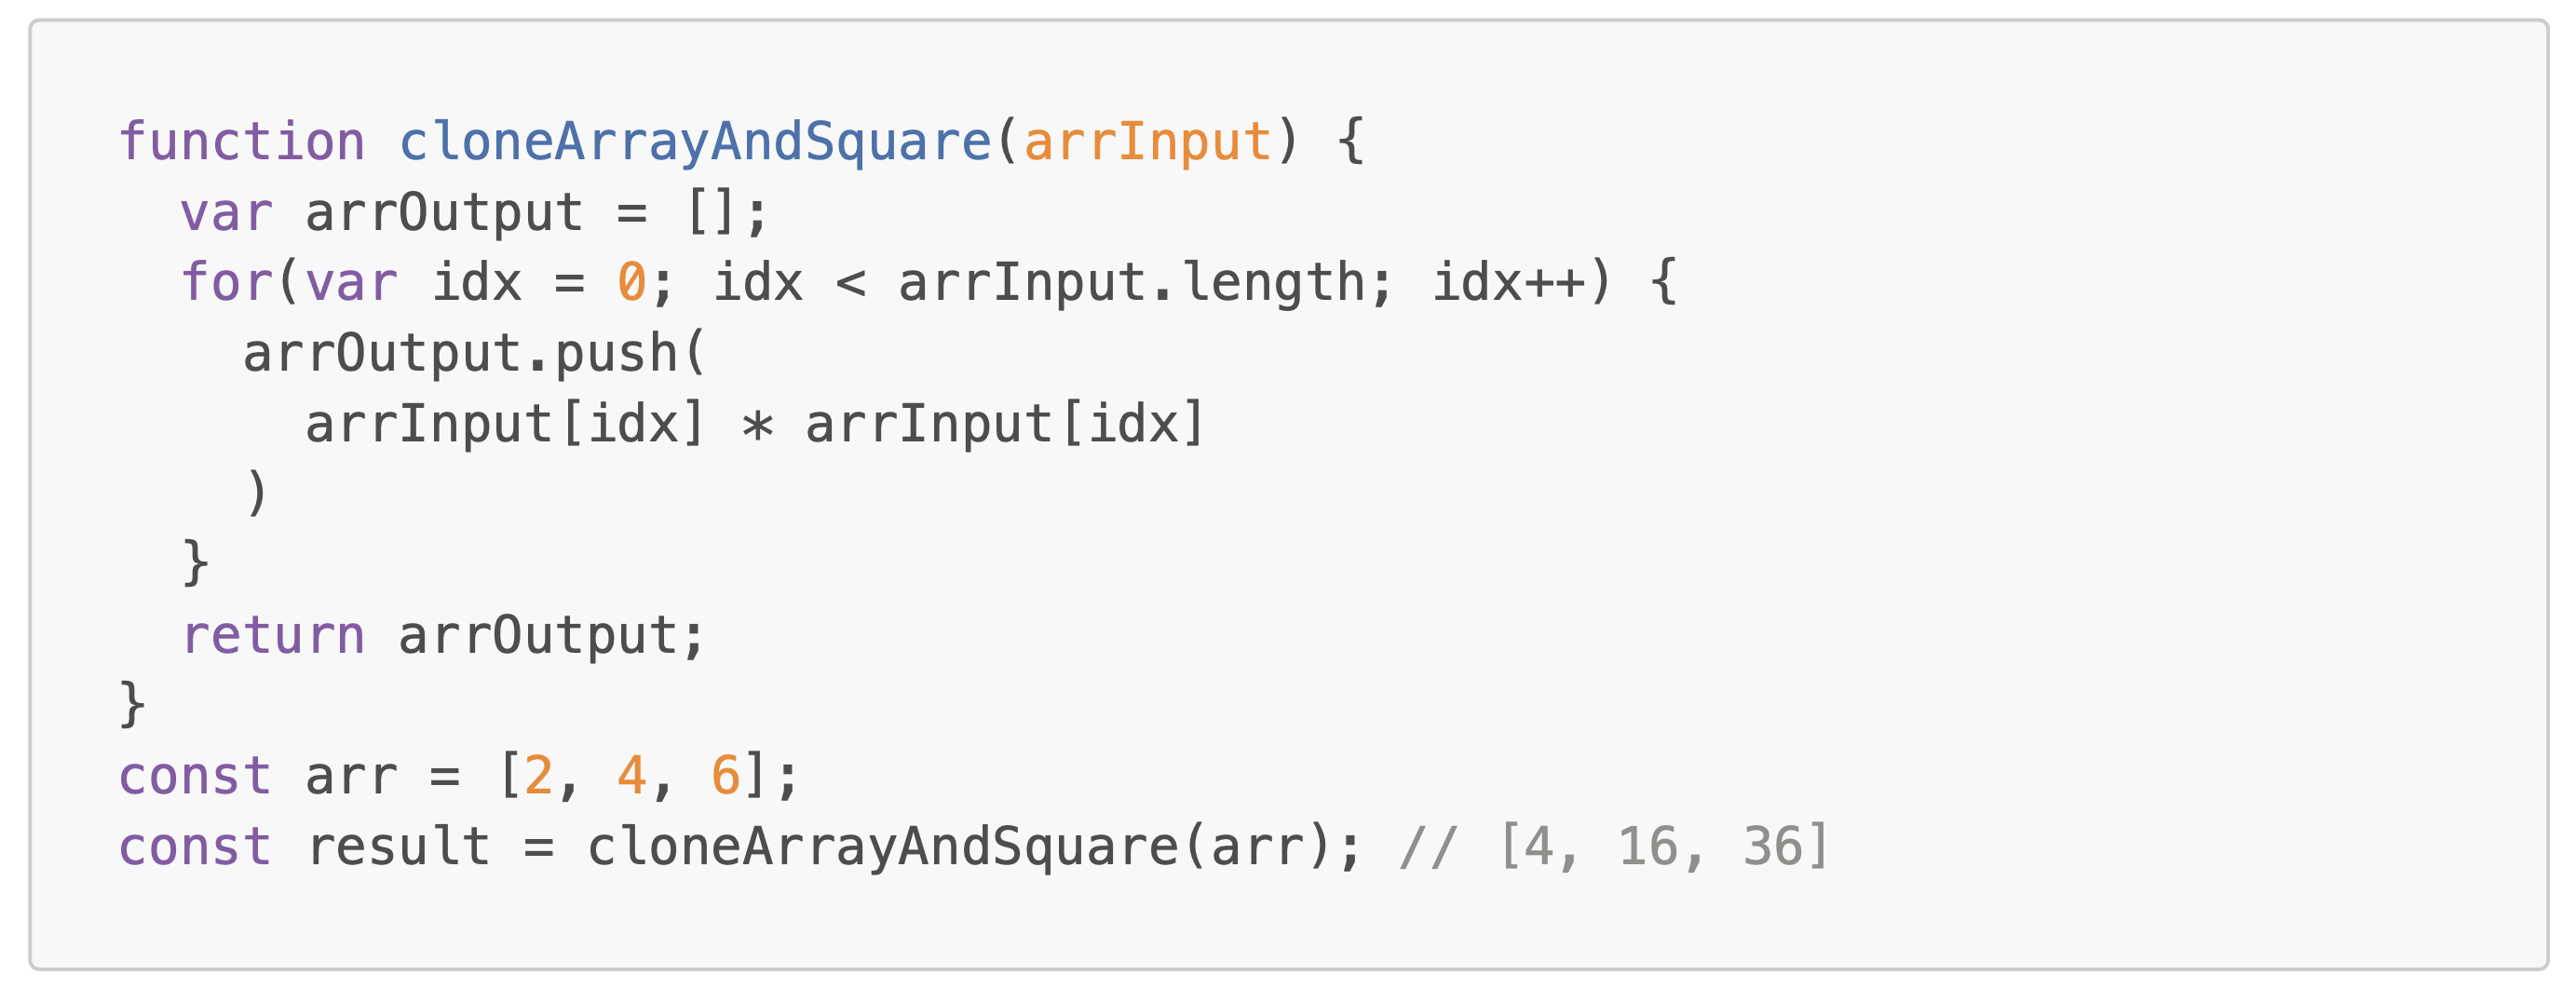 function cloneArrayAndSquare(arrInput) {
  var arrOutput = [];
  for(var idx = 0; idx < arrInput.length; idx++) {
    arrOutput.push(
      arrInput[idx] * arrInput[idx]
    )
  }
  return arrOutput;
}
const arr = [2, 4, 6];
const result = cloneArrayAndSquare(arr); // [4, 16, 36]